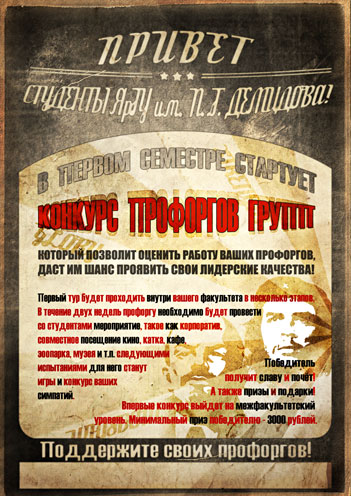 ПРИВЕТ
СТУДЕНТЫ ЯрГУ им. П.Г. ДЕМИДОВА!
В ПЕРВОМ СЕМЕСТРЕ СТАРТУЕТ
КОНКУРС ПРОФОРГОВ ГРУПП
КОТОРЫЙ ПОЗВОЛИТ ОЦЕНИТЬ РАБОТУ ВАШИХ ПРОФОРГОВ,
ДАСТ ИМ ШАНС ПРОЯВИТЬ СВОИ ЛИДЕРСКИЕ КАЧЕСТВА!
Первый тур будет проходить внутри вашего факультета в несколько этапов.
В течение двух недель профоргу необходимо будет провести
со студентами мероприятие, такое как корпоратив,
совместное посещение кино, катка, кафе,
зоопарка, музея и т.п. следующими
испытаниями для него станут
игры и конкурс ваших
симпатий.
Победитель
получит славу и почёт!
А также призы и подарки!
Впервые конкурс выйдет на межфакультетский
уровень. Минимальный приз победителю - 3000 рублей.
Поддержите своих профоргов!